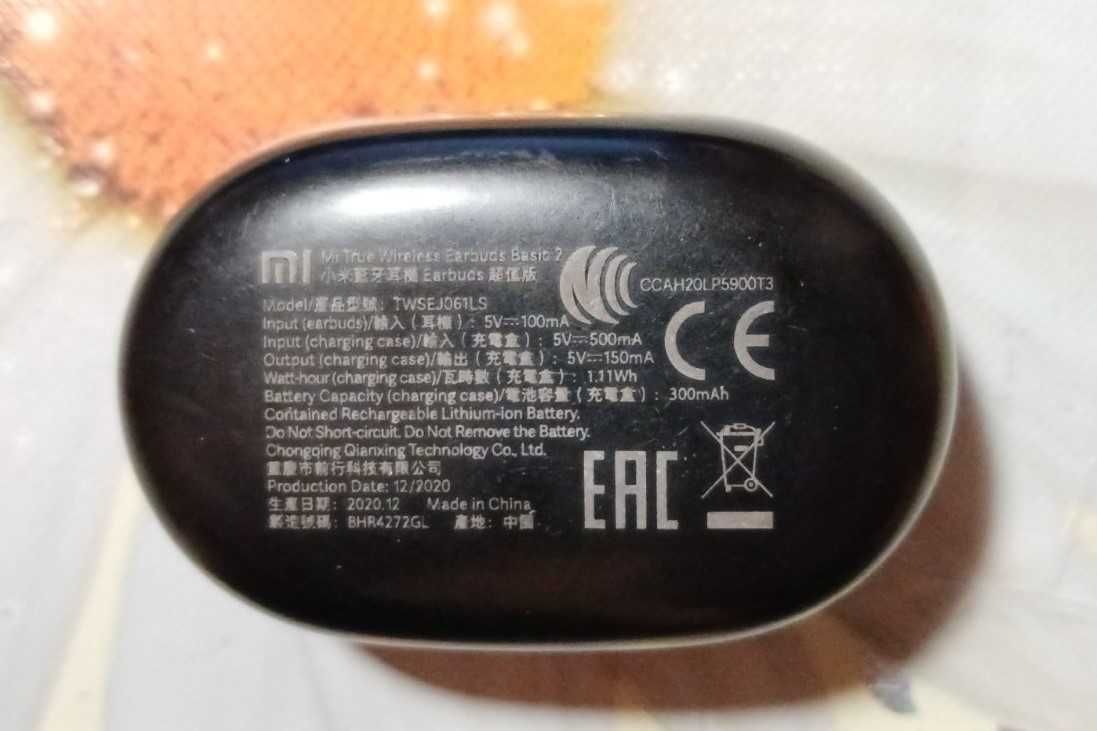 mi Mi True Wireless Earbuds Basic 2
小米藍牙耳機 Earbuds 超值版
CCAH20LP5900T3
Model/產品型號: TWSEJ061LS
Input (earbuds)/輸入 (耳機): 5V⎓100mA
Input (charging case)/輸入 (充電盒): 5V⎓500mA
Output (charging case)/輸出 (充電盒): 5V⎓150mA
Watt-hour (charging case)/瓦時數 (充電盒): 1.11Wh
Battery Capacity (charging case)/電池容量 (充電盒): 300mAh
Contained Rechargeable Lithium-ion Battery.
Do Not Short-circuit. Do Not Remove the Battery.
Chongqing Qianxing Technology Co., Ltd.
重慶市前行科技有限公司
Production Date: 12/2020
生產日期: 2020.12 Made in China
製造號碼: BHR4272GL 產地: 中國
CE
EAC